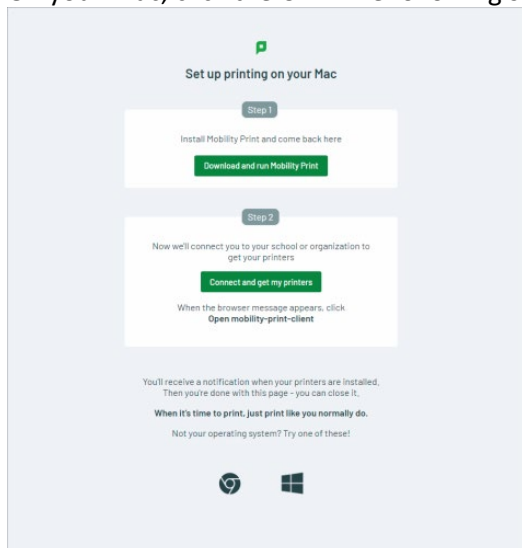 Set up printing on your Mac
Step 1
Install Mobility Print and come back here
Download and run Mobility Print
Step 2
Now we'll connect you to your school or organization to
get your printers
Connect and get my printers
When the browser message appears, click
Open mobility-print-client
You'll receive a notification when your printers are installed.
Then you're done with this page - you can close it.
When it's time to print, just print like you normally do.
Not your operating system? Try one of these!